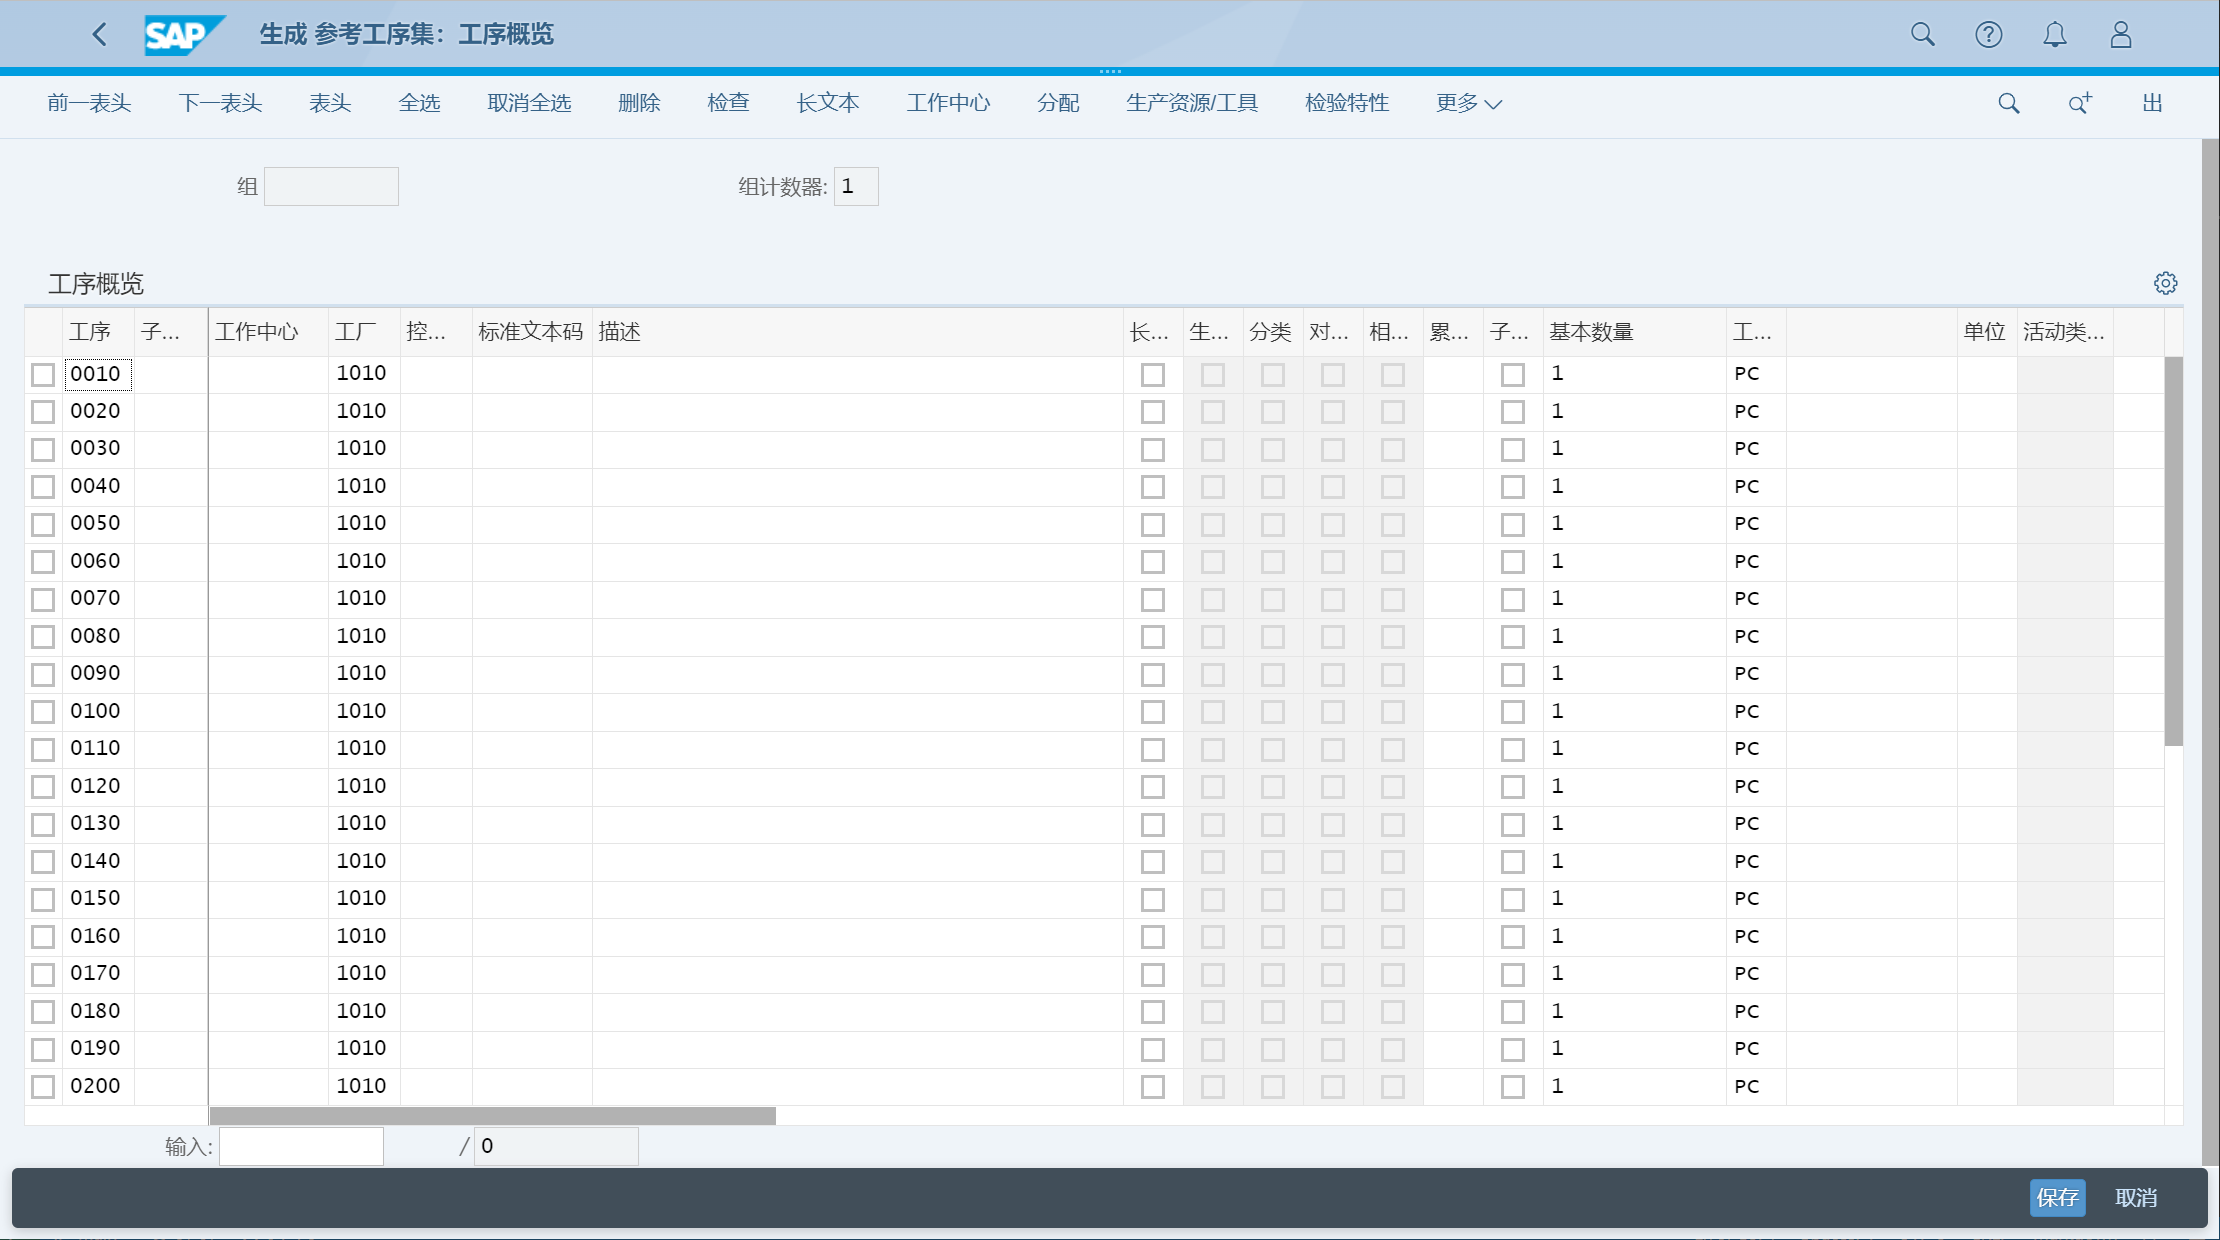 SAP 生成 参考工序集：工序概览
前一表头 下一表头 表头 全选 取消全选 删除 检查 长文本 工作中心 分配 生产资源/工具 检验特性 更多 出
组 组计数器: 1
工序概览
工序 子... 工作中心 工厂 控... 标准文本码 描述 长... 生... 分类 对... 相... 累... 子... 基本数量 工... 单位 活动类...
0010 1010 1 PC
0020 1010 1 PC
0030 1010 1 PC
0040 1010 1 PC
0050 1010 1 PC
0060 1010 1 PC
0070 1010 1 PC
0080 1010 1 PC
0090 1010 1 PC
0100 1010 1 PC
0110 1010 1 PC
0120 1010 1 PC
0130 1010 1 PC
0140 1010 1 PC
0150 1010 1 PC
0160 1010 1 PC
0170 1010 1 PC
0180 1010 1 PC
0190 1010 1 PC
0200 1010 1 PC
输入: / 0
保存 取消